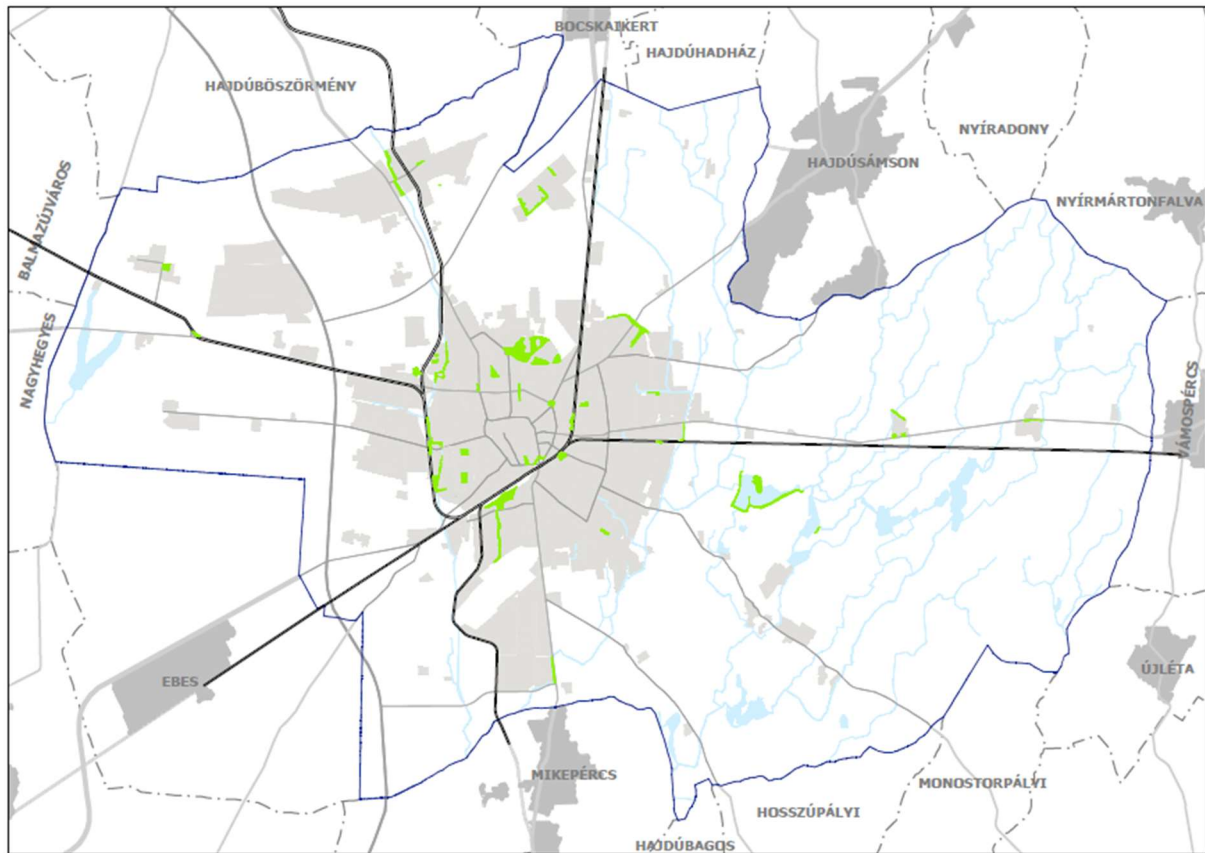 BOCSKAIKERT
HAJDÚHADHÁZ
HAJDÚBÖSZÖRMÉNY
NYÍRADONY
HAJDÚSÁMSON
NYÍRMÁRTONFALVA
BALMAZÚJVÁROS
NAGYHEGYES
VÁMOSPÉRCS
EBES
ÚJLÉTA
MIKEPÉRCS
MONOSTORPÁLYI
HOSSZÚPÁLYI
HAJDÚBAGOS